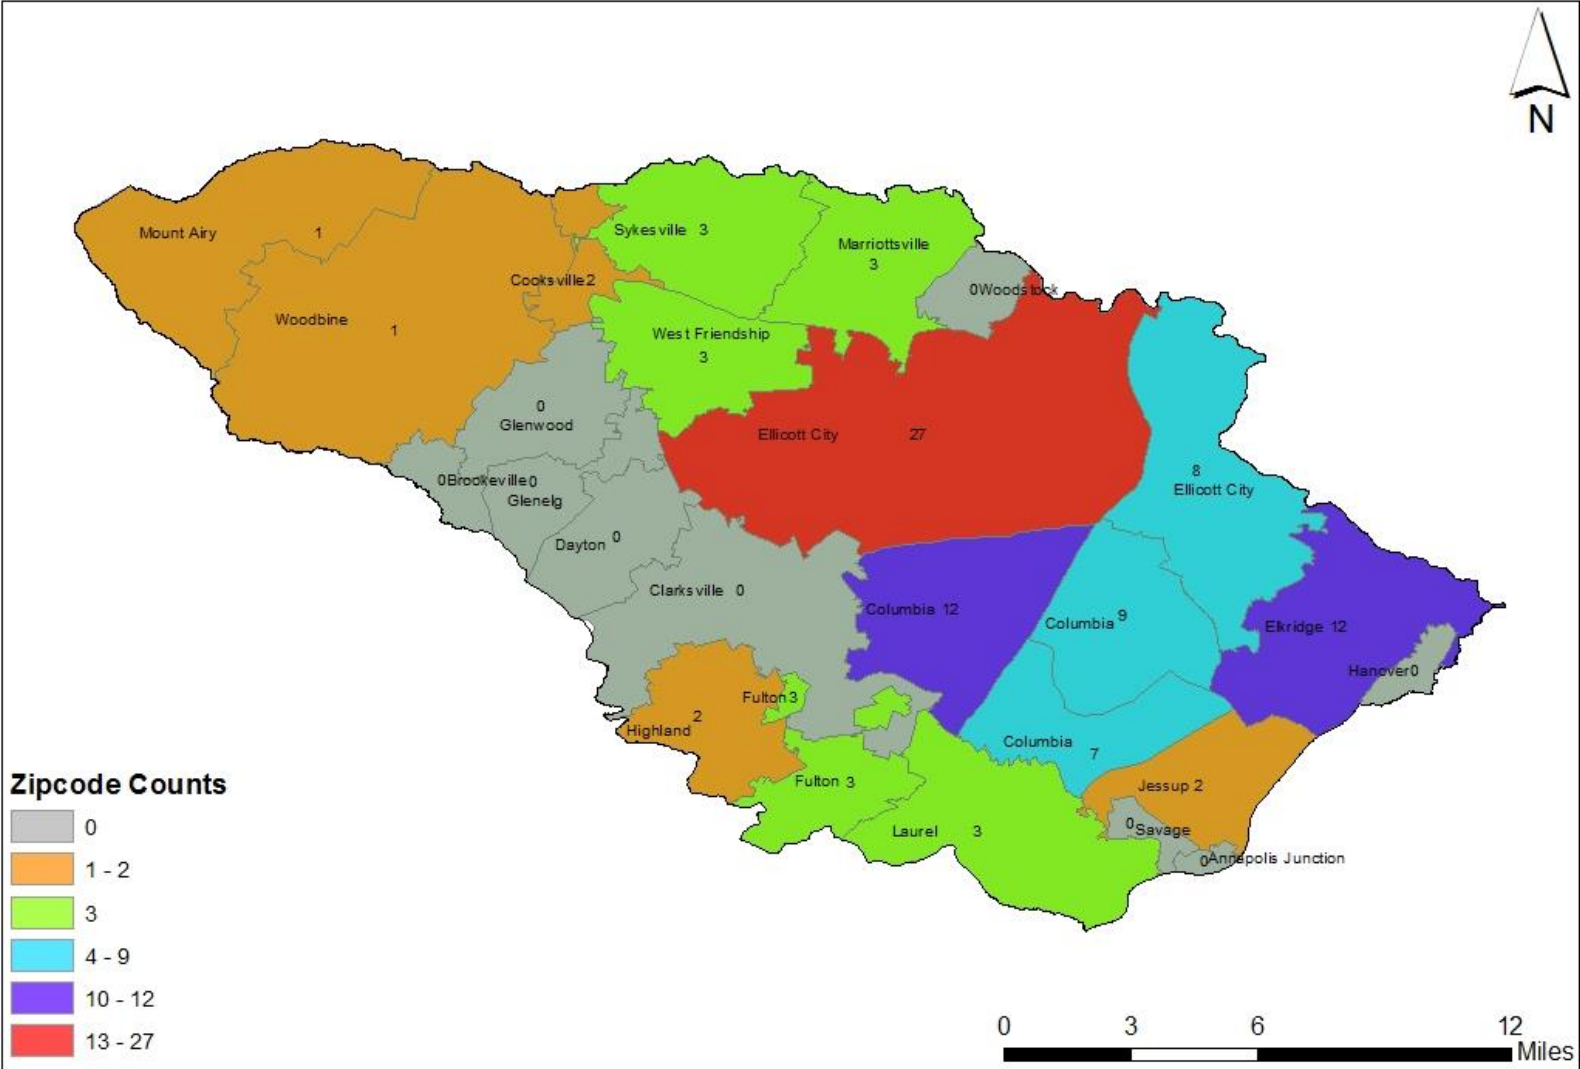 N
Mount Airy 1
Sykesville 3
Marriottsville
3
Cooksville 2
0 Woodstock
Woodbine 1
West Friendship
3
0
Glenwood
Ellicott City 27
8
Ellicott City
0 Brookeville 0
Glenelg
Dayton 0
Clarksville 0
Columbia 12
Columbia 9
Elkridge 12
Hanover 0
Fulton 3
2
Highland
Columbia
7
Fulton 3
Jessup 2
Laurel 3
0 Savage
0 Annapolis Junction
Zipcode Counts
0
1 - 2
3
4 - 9
10 - 12
13 - 27
0 3 6 12
Miles